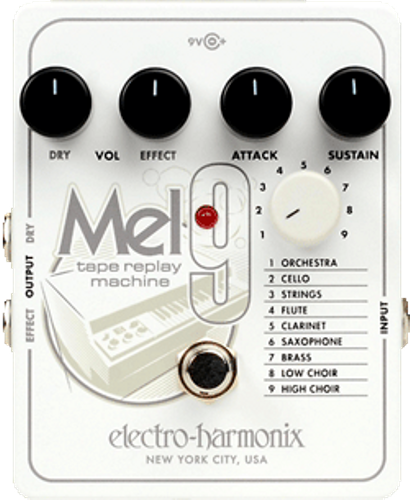 9V
DRY VOL EFFECT ATTACK SUSTAIN
1 2 3 4 5 6 7 8 9
Mel9
tape replay
machine
EFFECT OUTPUT DRY
INPUT
1 ORCHESTRA
2 CELLO
3 STRINGS
4 FLUTE
5 CLARINET
6 SAXOPHONE
7 BRASS
8 LOW CHOIR
9 HIGH CHOIR
electro-harmonix
NEW YORK CITY, USA